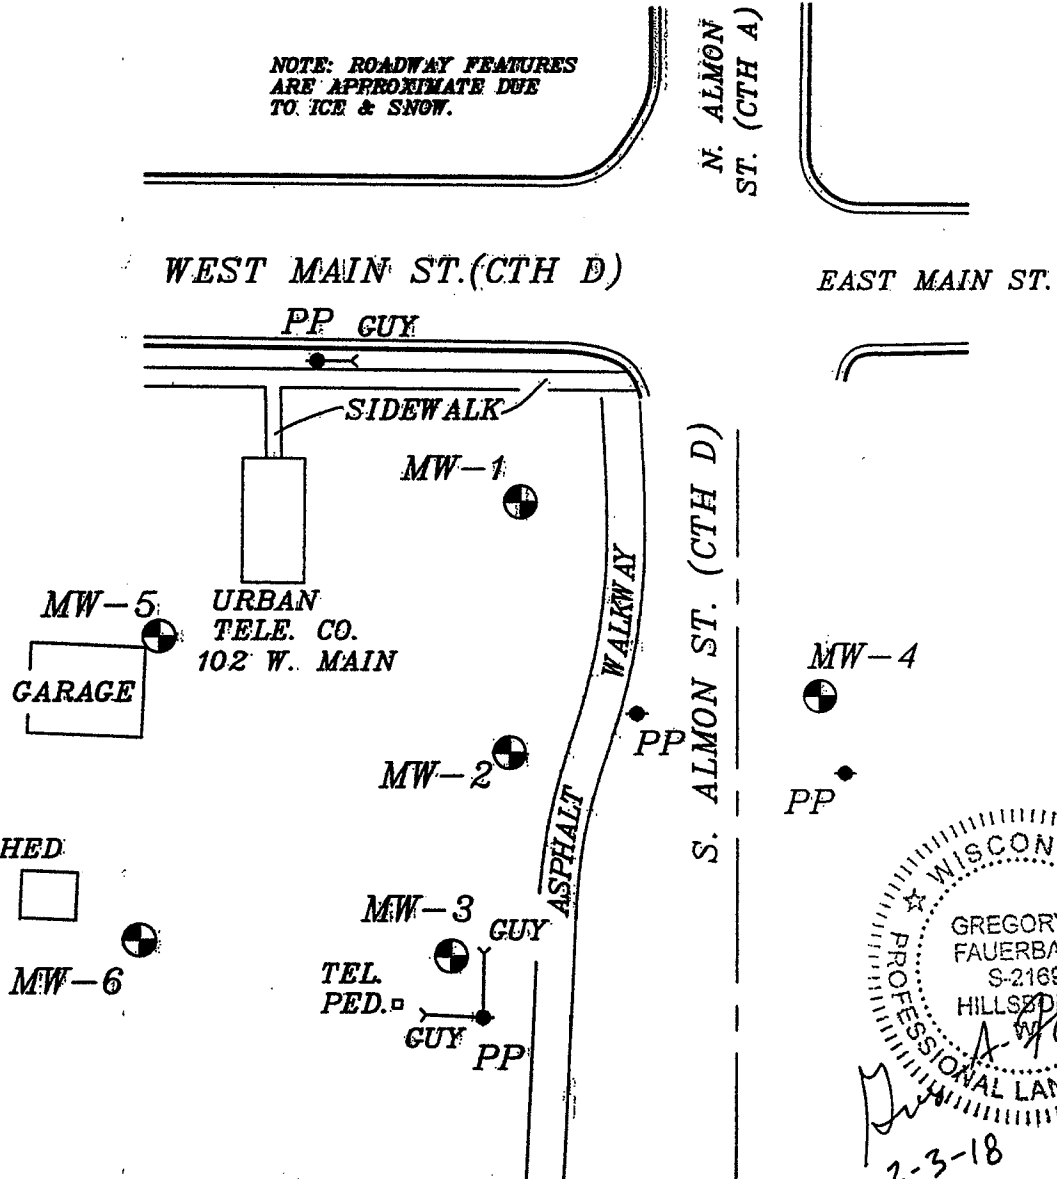 NOTE: ROADWAY FEATURES
ARE APPROXIMATE DUE
TO ICE & SNOW.
N. ALMON
ST. (CTH A)
WEST MAIN ST.(CTH D)
EAST MAIN ST.
PP GUY
SIDEWALK
MW-1
S. ALMON ST. (CTH D)
ASPHALT WALKWAY
MW-5
URBAN
TELE. CO.
102 W. MAIN
GARAGE
MW-4
PP
MW-2
PP
HED
MW-3
GUY
MW-6
TEL.
PED.
GUY
PP
WISCON
PROFESSIONAL LAN
GREGORY
FAUERBA
S-2169
2-3-18